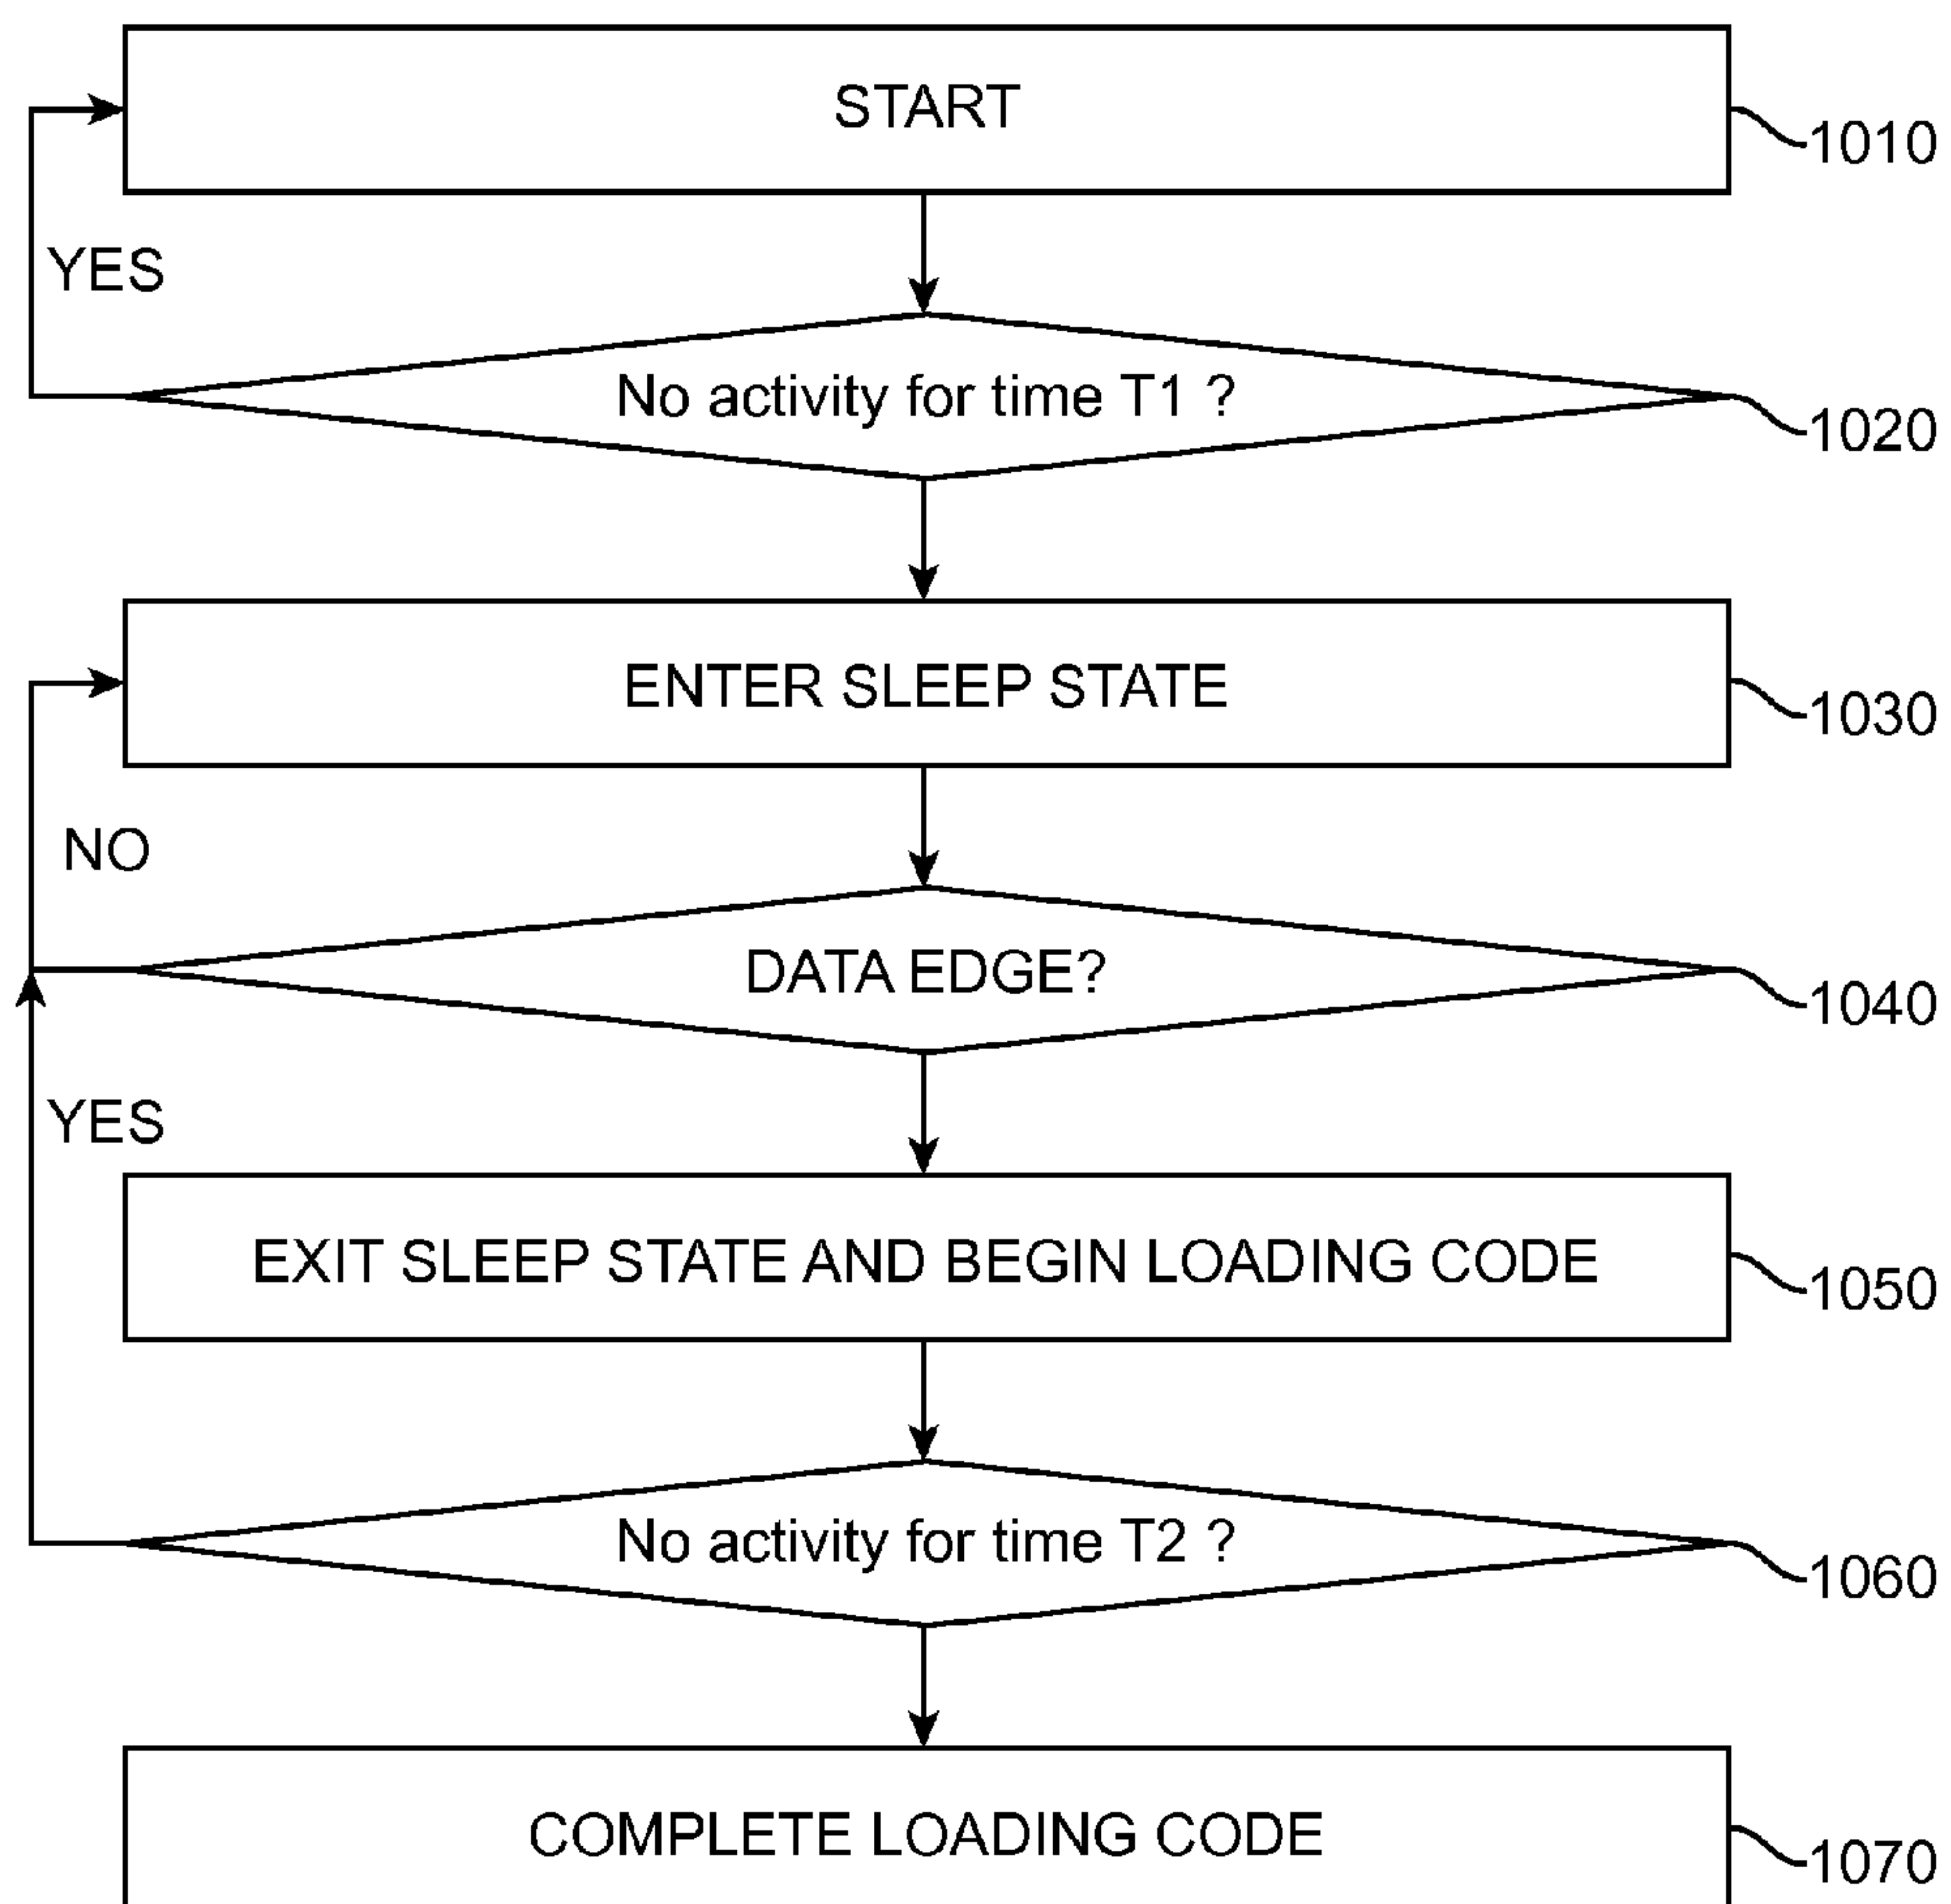 START
1010
YES
No activity for time T1 ?
1020
ENTER SLEEP STATE
1030
NO
DATA EDGE?
1040
YES
EXIT SLEEP STATE AND BEGIN LOADING CODE
1050
No activity for time T2 ?
1060
COMPLETE LOADING CODE
1070